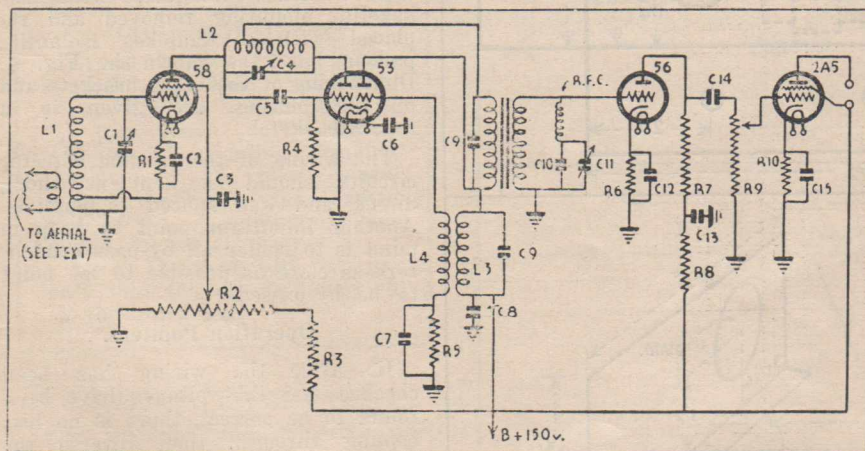 L2
58
C4
53
C5
L1
C1
R1
C2
R4
C6
C3
TO AERIAL
(SEE TEXT)
R2
R3
C7
L4
R5
L3
C9
C8
B+150v.
C9
R.F.C.
C10
C11
56
R6
C12
C14
R7
C13
R8
R9
2A5
R10
C15